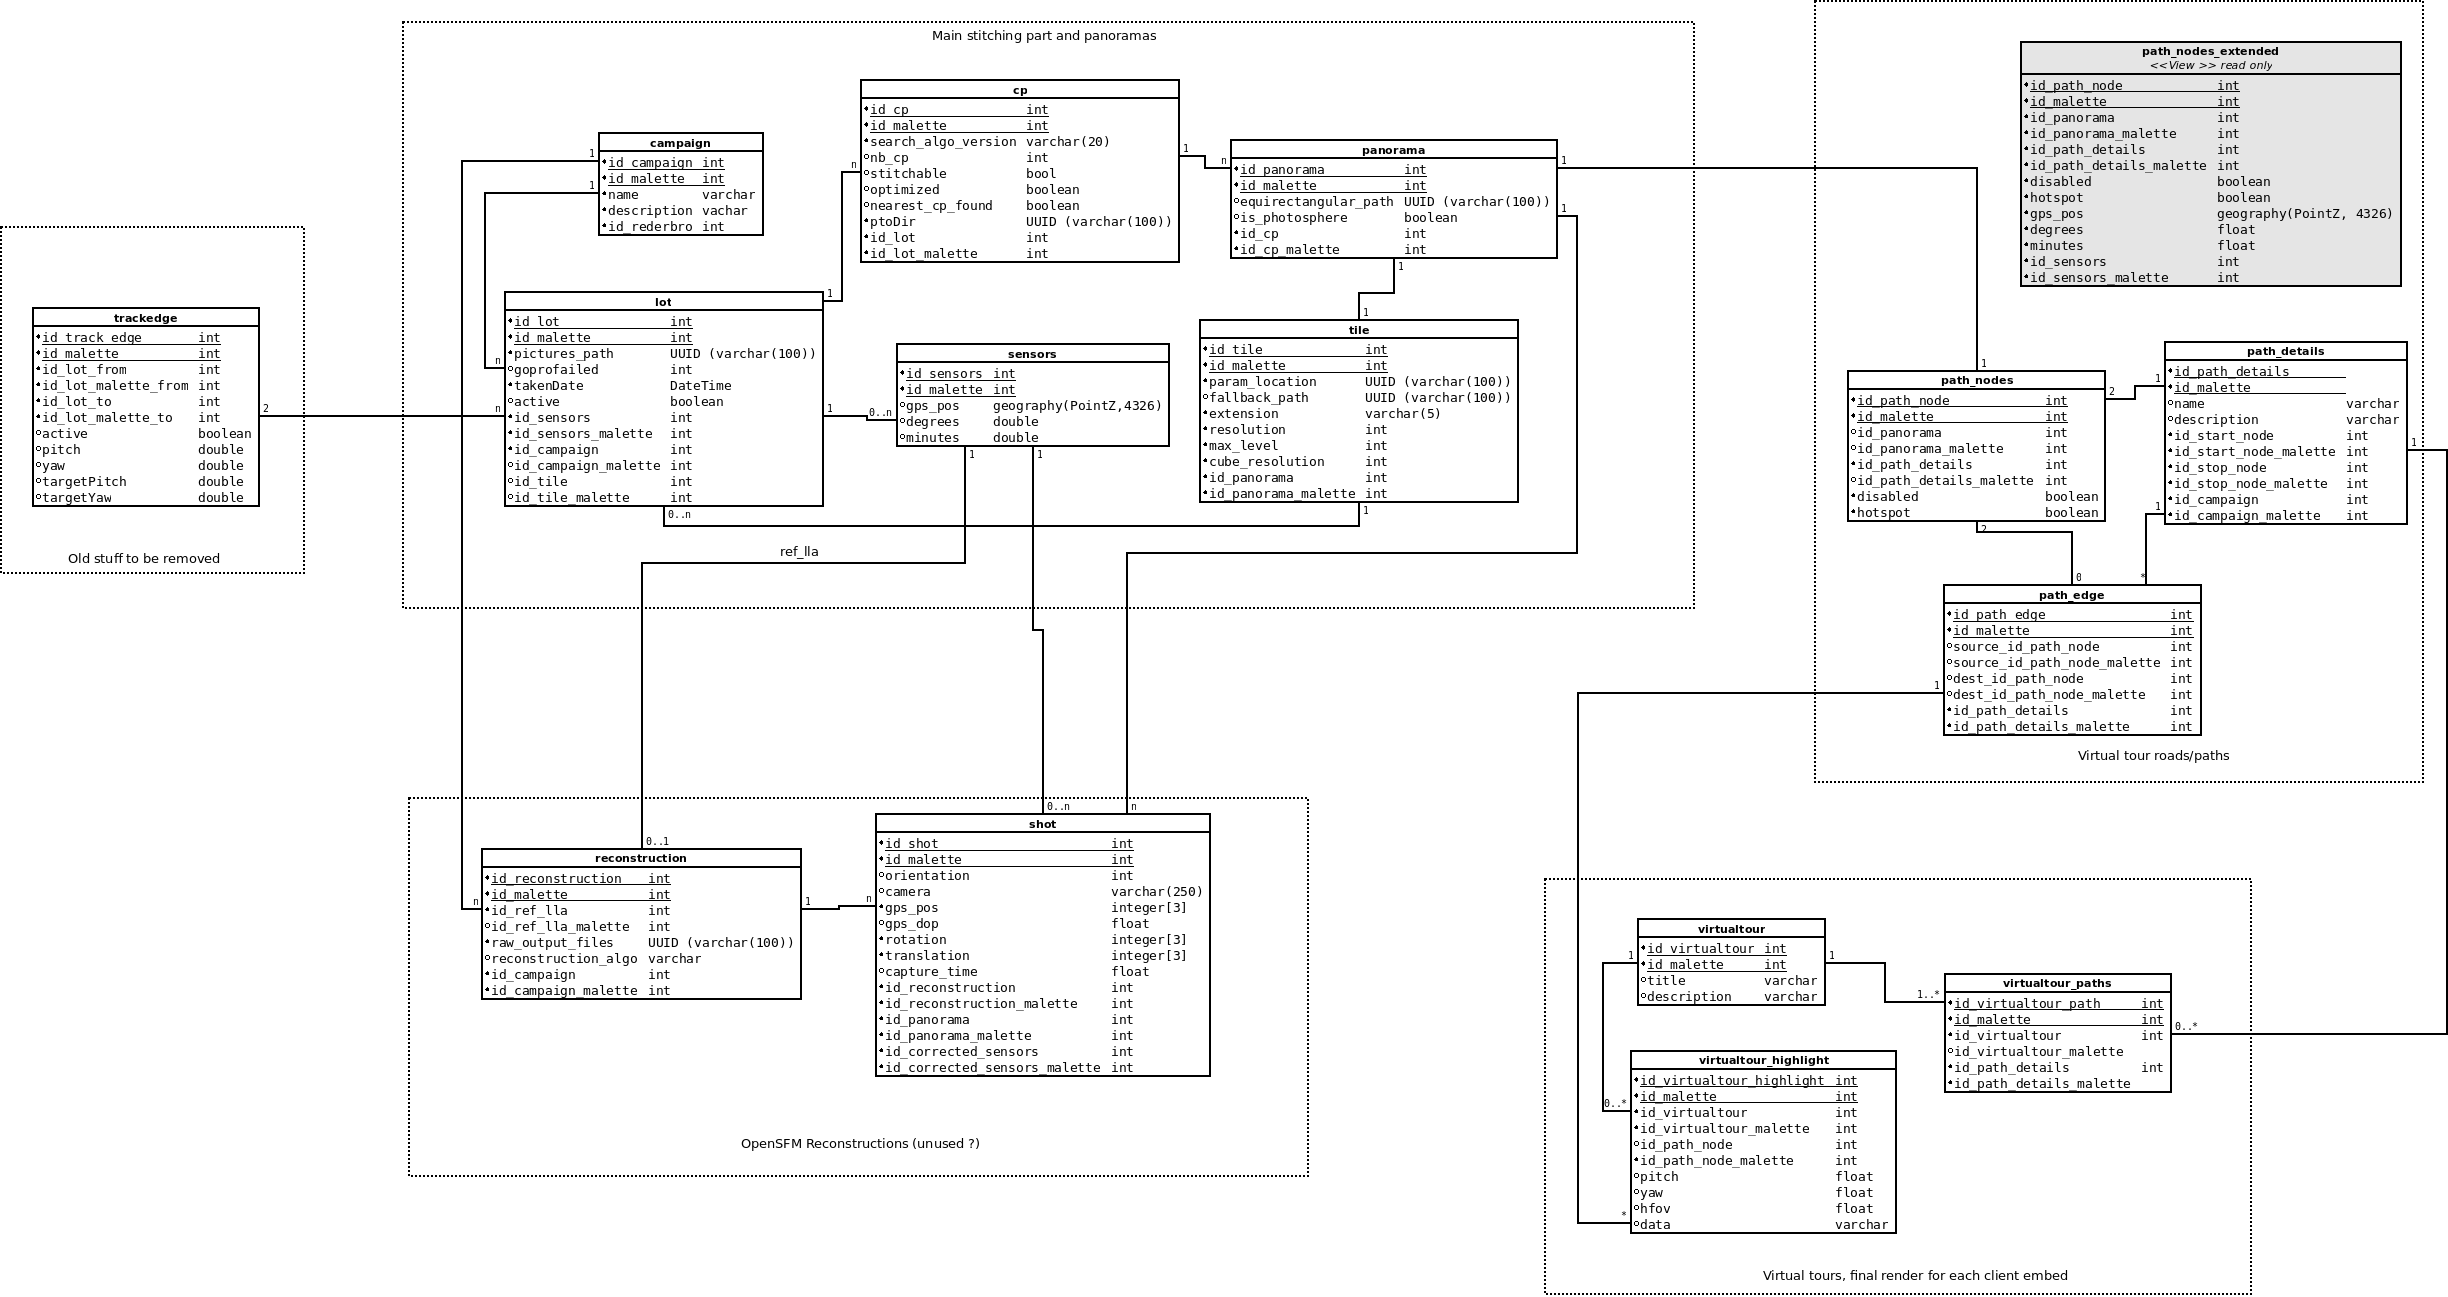 Main stitching part and panoramas
path_nodes_extended
<<View >> read only
id_path_node int
id_malette int
id_panorama int
id_panorama_malette int
id_path_details int
id_path_details_malette int
disabled boolean
hotspot boolean
gps_pos geography(PointZ, 4326)
degrees float
minutes float
id_sensors int
id_sensors_malette int
cp
id_cp int
id_malette int
search_algo_version varchar(20)
nb_cp int
stitchable bool
optimized boolean
nearest_cp_found boolean
ptoDir UUID (varchar(100))
id_lot int
id_lot_malette int
1
n
n
1
campaign
id_campaign int
id_malette int
name varchar
description vachar
id_rederbro int
1
1
panorama
id_panorama int
id_malette int
equirectangular_path UUID (varchar(100))
is_photosphere boolean
id_cp int
id_cp_malette int
1
1
1
trackedge
id_track_edge int
id_malette int
id_lot_from int
id_lot_malette_from int
id_lot_to int
id_lot_malette_to int
active boolean
pitch double
yaw double
targetPitch double
targetYaw double
2
n
n
Old stuff to be removed
lot
id_lot int
id_malette int
pictures_path UUID (varchar(100))
goprofailed int
takenDate DateTime
active boolean
id_sensors int
id_sensors_malette int
id_campaign int
id_campaign_malette int
id_tile int
id_tile_malette int
1
0..n
0..n
sensors
id_sensors int
id_malette int
gps_pos geography(PointZ,4326)
degrees double
minutes double
1
1
ref_lla
tile
id_tile int
id_malette int
param_location UUID (varchar(100))
fallback_path UUID (varchar(100))
extension varchar(5)
resolution int
max_level int
cube_resolution int
id_panorama int
id_panorama_malette int
1
1
path_nodes
id_path_node int
id_malette int
id_panorama int
id_panorama_malette int
id_path_details int
id_path_details_malette int
disabled boolean
hotspot boolean
1
2
1
2
path_details
id_path_details
id_malette
name varchar
description varchar
id_start_node int
id_start_node_malette int
id_stop_node int
id_stop_node_malette int
id_campaign int
id_campaign_malette int
1
1
0
*
path_edge
id_path_edge int
id_malette int
source_id_path_node int
source_id_path_node_malette int
dest_id_path_node int
dest_id_path_node_malette int
id_path_details int
id_path_details_malette int
1
Virtual tour roads/paths
0..n
n
0..1
reconstruction
id_reconstruction int
id_malette int
id_ref_lla int
id_ref_lla_malette int
raw_output_files UUID (varchar(100))
reconstruction_algo varchar
id_campaign int
id_campaign_malette int
n
1
n
shot
id_shot int
id_malette int
orientation int
camera varchar(250)
gps_pos integer[3]
gps_dop float
rotation integer[3]
translation integer[3]
capture_time float
id_reconstruction int
id_reconstruction_malette int
id_panorama int
id_panorama_malette int
id_corrected_sensors int
id_corrected_sensors_malette int
OpenSFM Reconstructions (unused ?)
virtualtour
id_virtualtour int
id_malette int
title varchar
description varchar
1
1
1..*
0..*
virtualtour_paths
id_virtualtour_path int
id_malette int
id_virtualtour int
id_virtualtour_malette
id_path_details int
id_path_details_malette
virtualtour_highlight
id_virtualtour_highlight int
id_malette int
id_virtualtour int
id_virtualtour_malette int
id_path_node int
id_path_node_malette int
pitch float
yaw float
hfov float
data varchar
0..*
*
Virtual tours, final render for each client embed